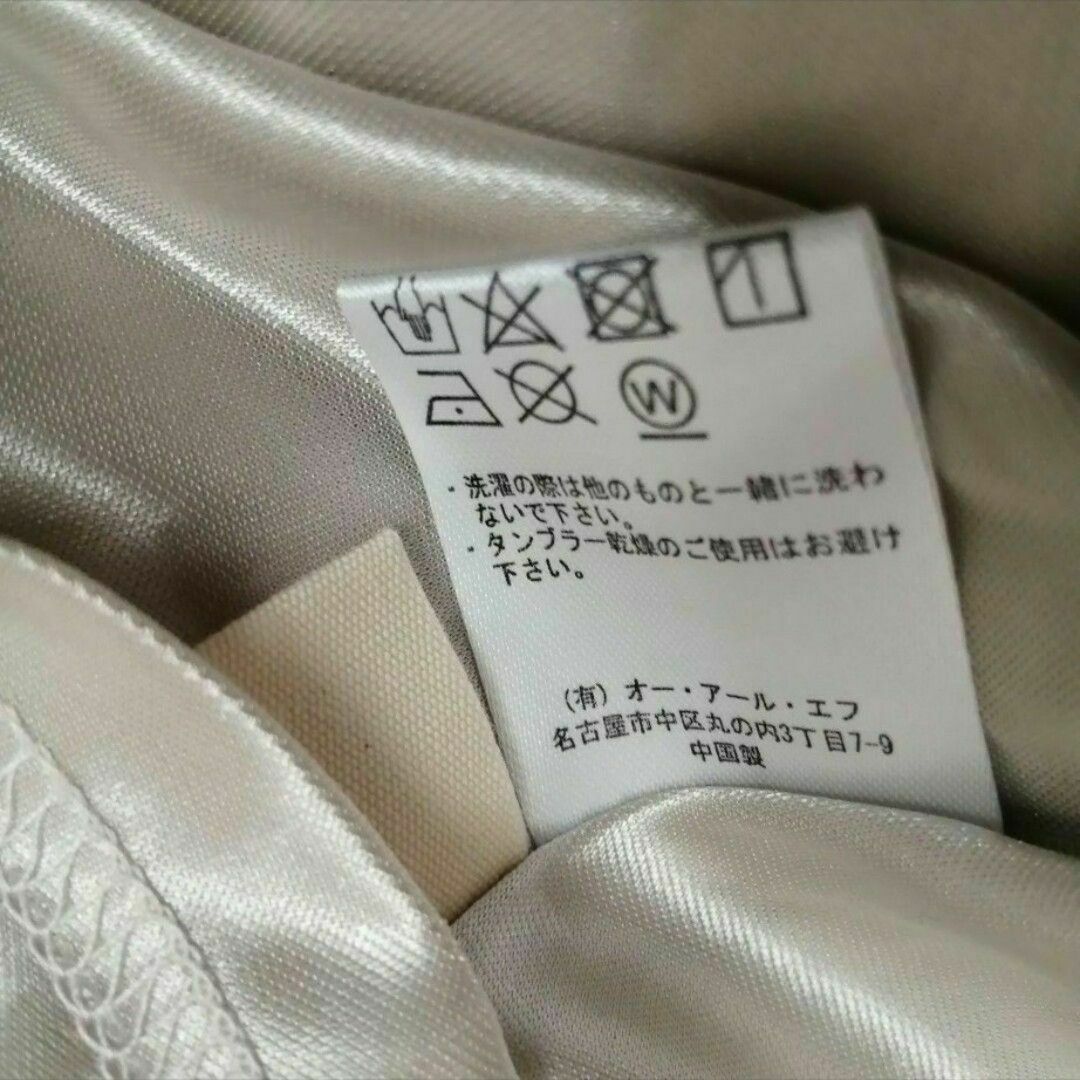 W
・洗濯の際は他のものと一緒に洗わ
ないで下さい。
・タンブラー乾燥のご使用はお避け
下さい。
(有)オー・アール・エフ
名古屋市中区丸の内3丁目7-9
中国製